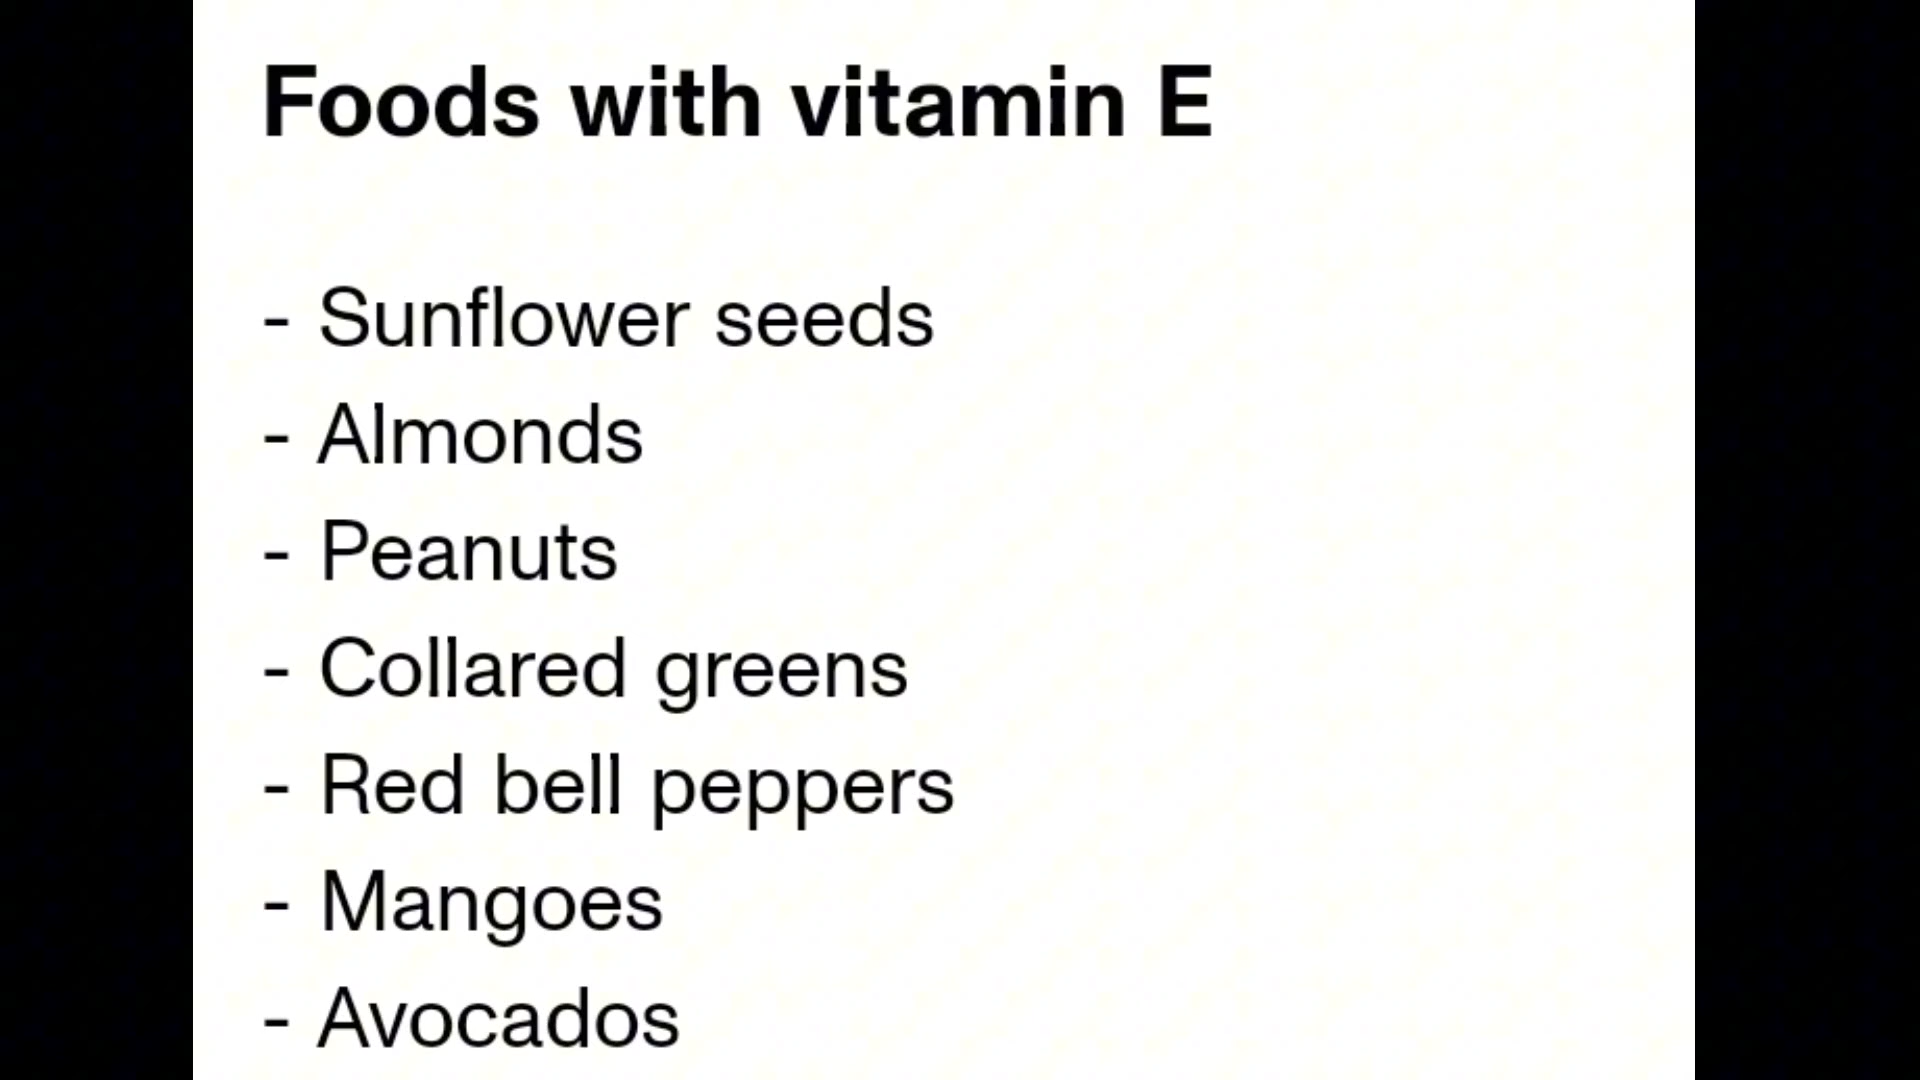 Foods with vitamin E
- Sunflower seeds
- Almonds
- Peanuts
- Collared greens
- Red bell peppers
- Mangoes
- Avocados